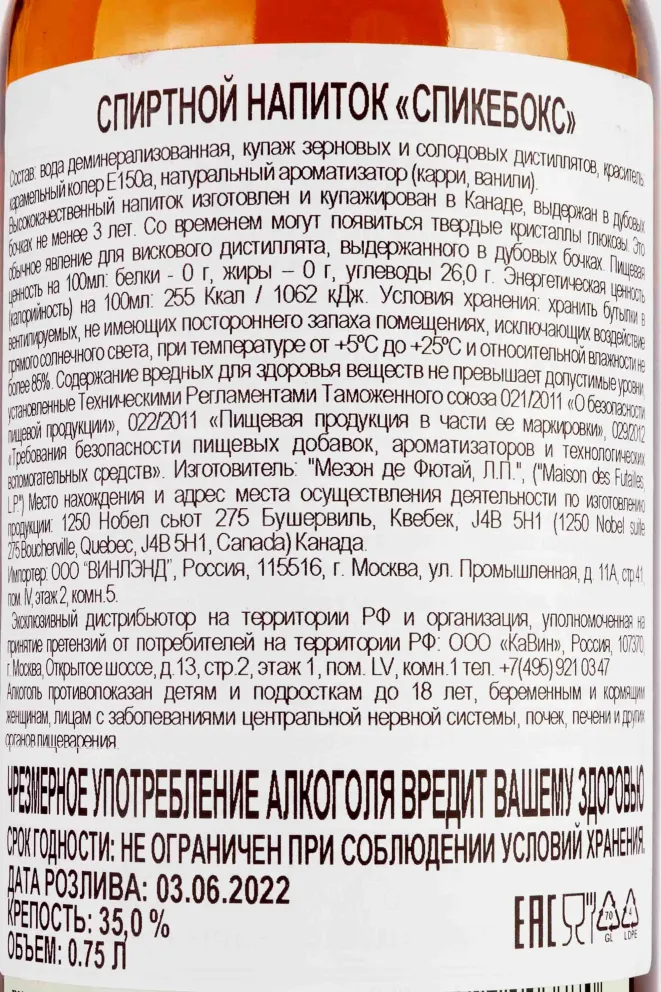 СПИРТНОЙ НАПИТОК «СПИКЕБОКС»
Состав: вода деминерализованная, купаж зерновых и солодовых дистиллятов, краситель:
карамельный колер Е150а, натуральный ароматизатор (карри, ванили).
Высококачественный напиток изготовлен и купажирован в Канаде, выдержан в дубовых
бочках не менее 3 лет. Со временем могут появиться твердые кристаллы глюкозы. Это
обычное явление для вискового дистиллята, выдержанного в дубовых бочках. Пищевая
ценность на 100мл: белки - 0 г, жиры – 0 г, углеводы 26,0 г. Энергетическая ценность
(калорийность) на 100мл: 255 Ккал / 1062 кДж. Условия хранения: хранить бутылки в
вентилируемых, не имеющих постороннего запаха помещениях, исключающих воздействие
прямого солнечного света, при температуре от +5ºС до +25ºС и относительной влажности не
более 85%. Содержание вредных для здоровья веществ не превышает допустимые уровни,
установленные Техническими Регламентами Таможенного союза 021/2011 «О безопасности
пищевой продукции», 022/2011 «Пищевая продукция в части ее маркировки», 029/2012
«Требования безопасности пищевых добавок, ароматизаторов и технологических
вспомогательных средств». Изготовитель: "Мезон де Фютай, Л.П.", ("Maison des Futailles,
L.P.") Место нахождения и адрес места осуществления деятельности по изготовлению
продукции: 1250 Нобел сьют 275 Бушервиль, Квебек, J4B 5H1 (1250 Nobel suite
275 Boucherville, Quebec, J4B 5H1, Canada) Канада.
Импортер: ООО "ВИНЛЭНД", Россия, 115516, г. Москва, ул. Промышленная, д. 11А, стр.41,
пом. IV, этаж 2, комн.5.
Эксклюзивный дистрибьютор на территории РФ и организация, уполномоченная на
принятие претензий от потребителей на территории РФ: ООО «КаВин», Россия, 107370,
г. Москва, Открытое шоссе, д.13, стр.2, этаж 1, пом. LV, комн.1 тел. +7(495) 921 03 47
Алкоголь противопоказан детям и подросткам до 18 лет, беременным и кормящим
женщинам, лицам с заболеваниями центральной нервной системы, почек, печени и других
органов пищеварения.
ЧРЕЗМЕРНОЕ УПОТРЕБЛЕНИЕ АЛКОГОЛЯ ВРЕДИТ ВАШЕМУ ЗДОРОВЬЮ
СРОК ГОДНОСТИ: НЕ ОГРАНИЧЕН ПРИ СОБЛЮДЕНИИ УСЛОВИЙ ХРАНЕНИЯ.
ДАТА РОЗЛИВА: 03.06.2022
КРЕПОСТЬ: 35,0 %
ОБЪЕМ: 0.75 Л
EAC 70 GL 4 LDPE